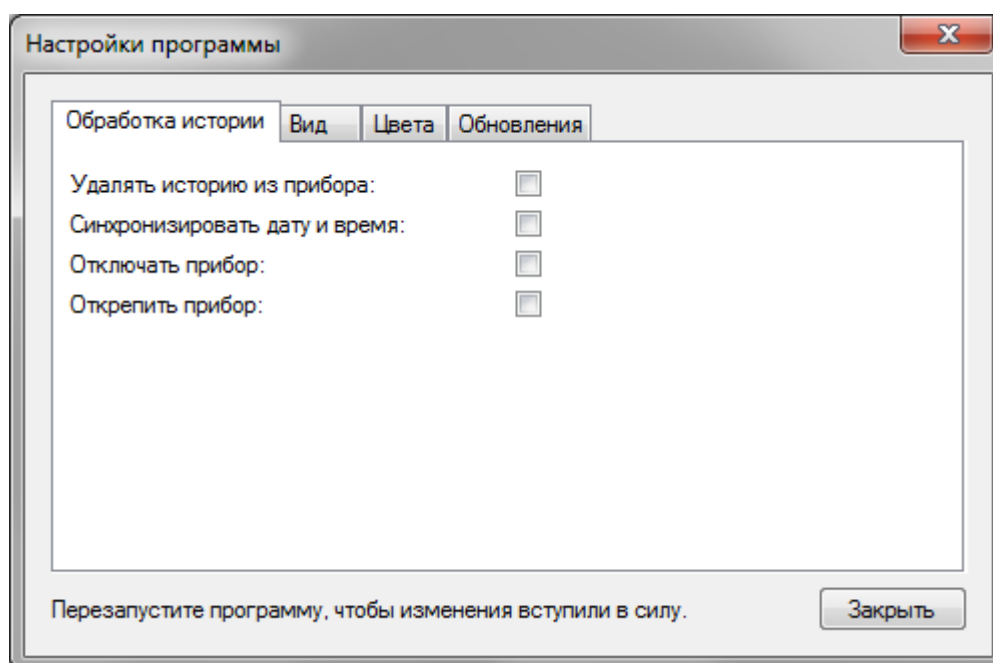 Настройки программы
Обработка истории Вид Цвета Обновления
Удалять историю из прибора:
Синхронизировать дату и время:
Отключать прибор:
Открепить прибор:
Перезапустите программу, чтобы изменения вступили в силу. Закрыть